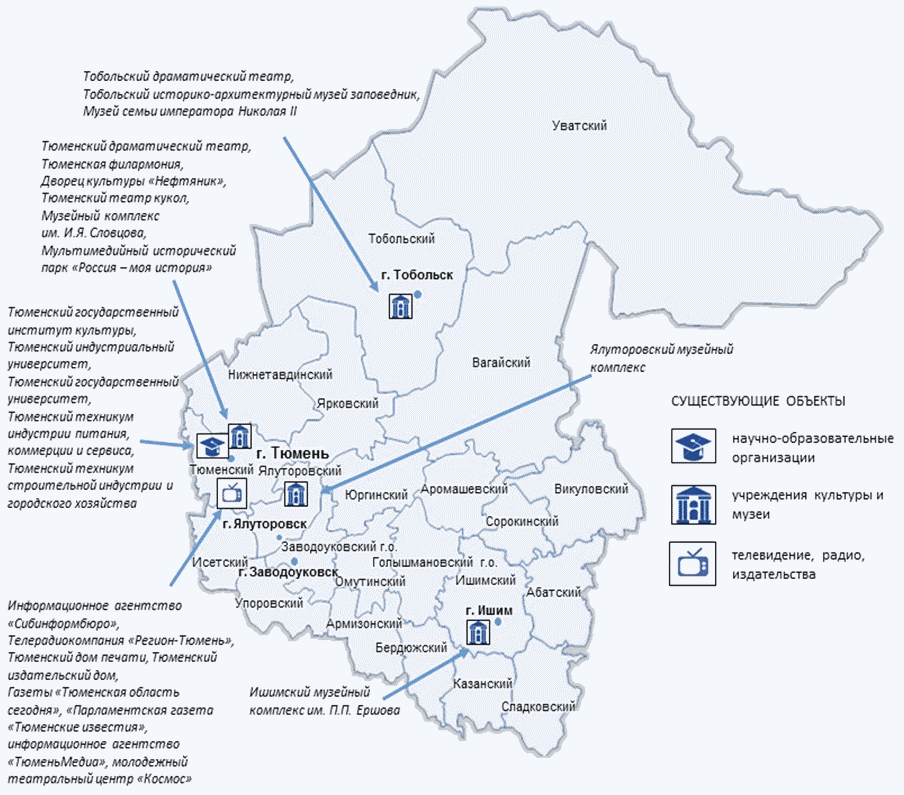 Тобольский драматический театр,
Тобольский историко-архитектурный музей заповедник,
Музей семьи императора Николая II
Тюменский драматический театр,
Тюменская филармония,
Дворец культуры «Нефтяник»,
Тюменский театр кукол,
Музейный комплекс
им. И.Я. Словцова,
Мультимедийный исторический
парк «Россия – моя история»
Тюменский государственный
институт культуры,
Тюменский индустриальный
университет,
Тюменский государственный
университет,
Тюменский техникум
индустрии питания,
коммерции и сервиса,
Тюменский техникум
строительной индустрии и
городского хозяйства
Информационное агентство
«Сибинформбюро»,
Телерадиокомпания «Регион-Тюмень»,
Тюменский дом печати, Тюменский
издательский дом,
Газеты «Тюменская область
сегодня», «Парламентская газета
«Тюменские известия»,
информационное агентство
«ТюменьМедиа», молодежный
театральный центр «Космос»
Ишимский музейный
комплекс им. П.П. Ершова
Ялуторовский музейный
комплекс
Уватский
Тобольский
г. Тобольск
Вагайский
Нижнетавдинский
Ярковский
г. Тюмень
Тюменский
Ялуторовский
Юргинский
Аромашевский
Викуловский
Сорокинский
г. Ялуторовск
Заводоуковский г.о.
Исетский
г. Заводоуковск
Голышмановский г.о.
Омутинский
Ишимский
Абатский
Упоровский
г. Ишим
Армизонский
Бердюжский
Казанский
Сладковский
СУЩЕСТВУЮЩИЕ ОБЪЕКТЫ
научно-образовательные
организации
учреждения культуры и
музеи
телевидение, радио,
издательства